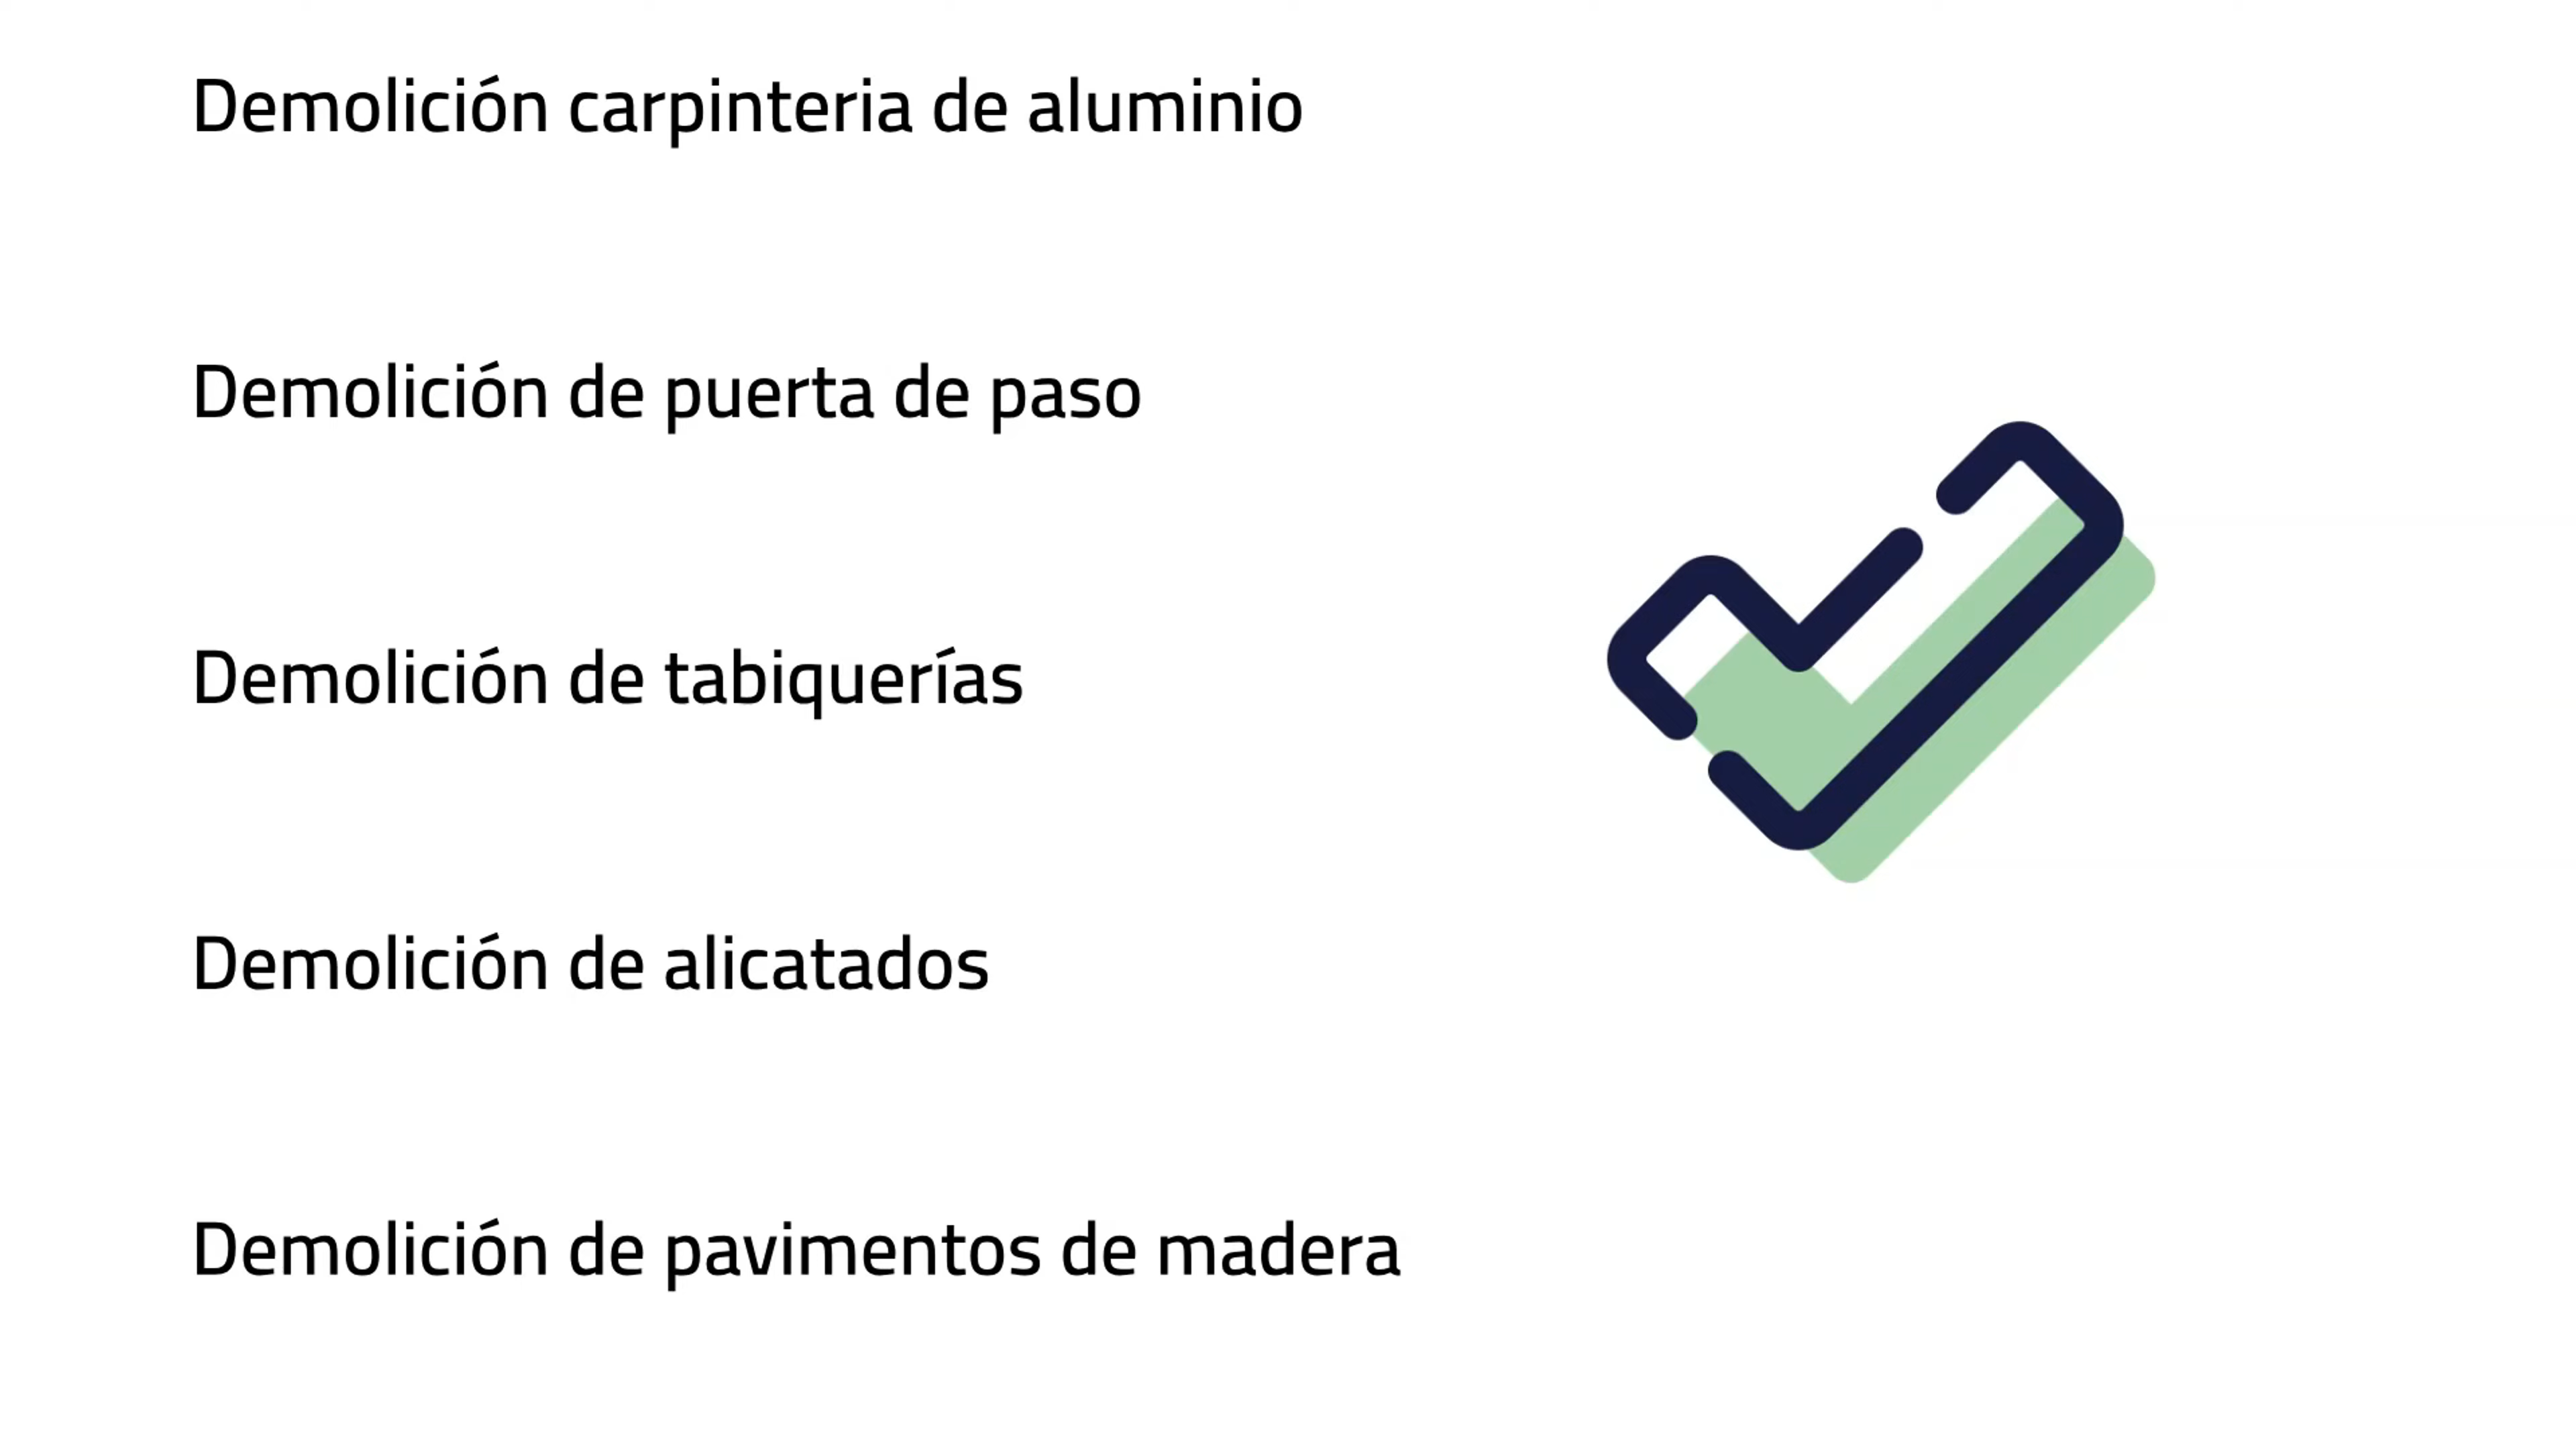 Demolición carpinteria de aluminio
Demolición de puerta de paso
Demolición de tabiquerías
Demolición de alicatados
Demolición de pavimentos de madera